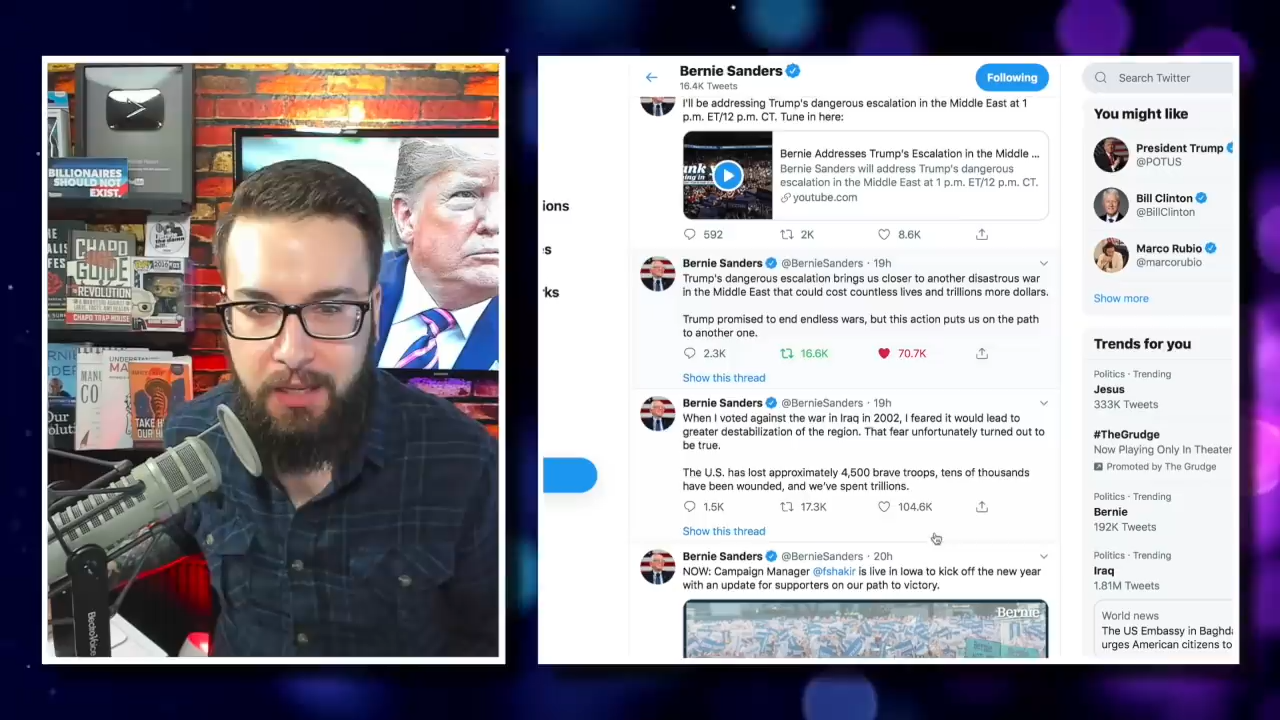 BILLIONAIRES
SHOULD NOT
EXIST.
CHAPO
GUIDE
REVOLUTION
CHAPO TRAP HOUSE
TAKE
ElectroVoice
ions
s
ks
Bernie Sanders
16.4K Tweets
Following
I'll be addressing Trump's dangerous escalation in the Middle East at 1
p.m. ET/12 p.m. CT. Tune in here:
Bernie Addresses Trump's Escalation in the Middle ...
Bernie Sanders will address Trump's dangerous
escalation in the Middle East at 1 p.m. ET/12 p.m. CT.
youtube.com
592 2K 8.6K
Bernie Sanders @BernieSanders · 19h
Trump's dangerous escalation brings us closer to another disastrous war
in the Middle East that could cost countless lives and trillions more dollars.
Trump promised to end endless wars, but this action puts us on the path
to another one.
2.3K 16.6K 70.7K
Show this thread
Bernie Sanders @BernieSanders · 19h
When I voted against the war in Iraq in 2002, I feared it would lead to
greater destabilization of the region. That fear unfortunately turned out to
be true.
The U.S. has lost approximately 4,500 brave troops, tens of thousands
have been wounded, and we've spent trillions.
1.5K 17.3K 104.6K
Show this thread
Bernie Sanders @BernieSanders · 20h
NOW: Campaign Manager @fshakir is live in Iowa to kick off the new year
with an update for supporters on our path to victory.
Bernie
Search Twitter
You might like
President Trump
@POTUS
Bill Clinton
@BillClinton
Marco Rubio
@marcorubio
Show more
Trends for you
Politics · Trending
Jesus
333K Tweets
#TheGrudge
Now Playing Only In Theater
Promoted by The Grudge
Politics · Trending
Bernie
192K Tweets
Politics · Trending
Iraq
1.81M Tweets
World news
The US Embassy in Baghda
urges American citizens to